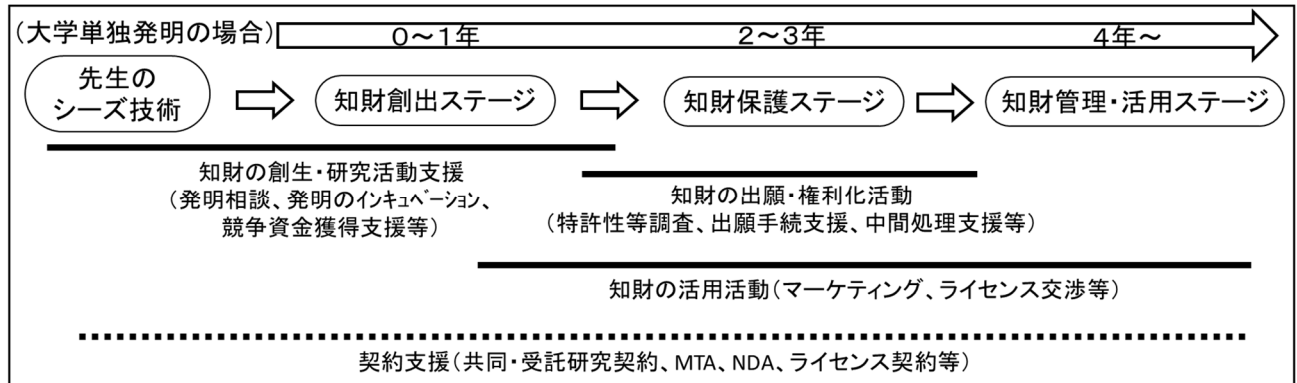 (大学単独発明の場合)
0～1年
2～3年
4年～
先生の
シーズ技術
知財創出ステージ
知財保護ステージ
知財管理・活用ステージ
知財の創生・研究活動支援
(発明相談、発明のインキュベーション、
競争資金獲得支援等)
知財の出願・権利化活動
(特許性等調査、出願手続支援、中間処理支援等)
知財の活用活動(マーケティング、ライセンス交渉等)
契約支援(共同・受託研究契約、MTA、NDA、ライセンス契約等)